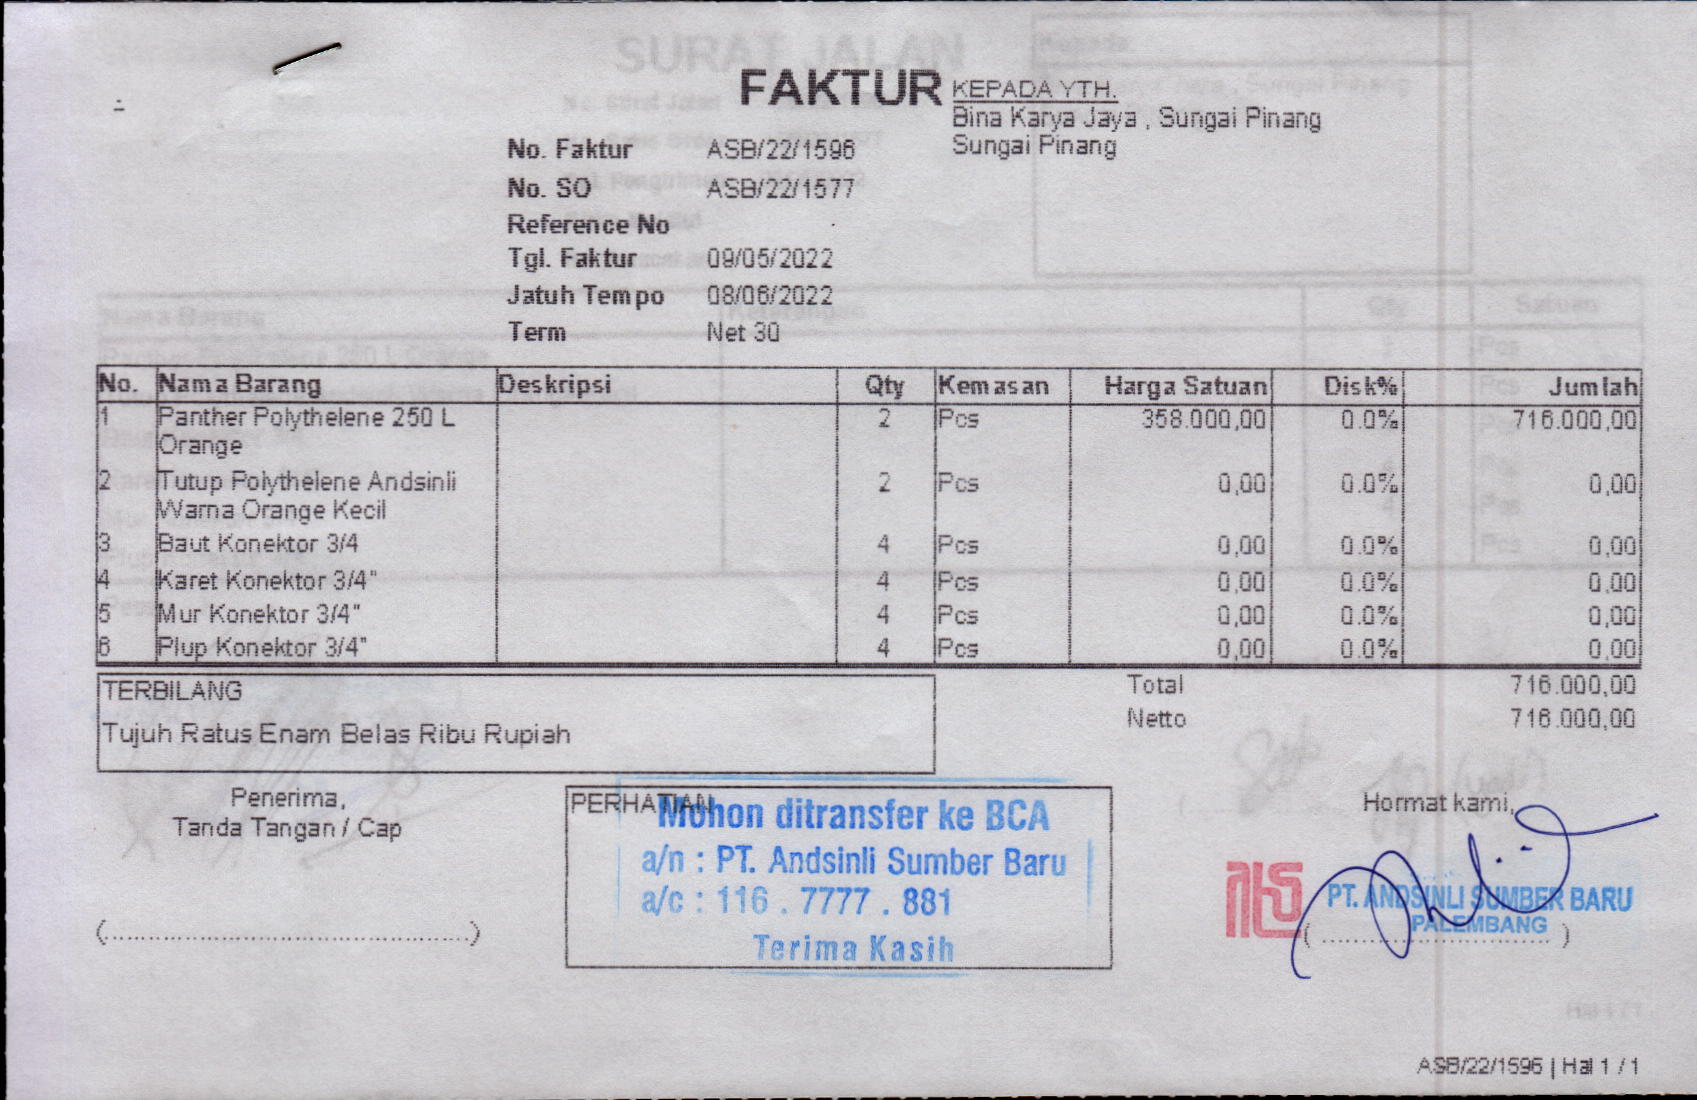 FAKTUR
KEPADA YTH.
Bina Karya Jaya , Sungai Pinang
Sungai Pinang
No. Faktur ASB/22/1596
No. SO ASB/22/1577
Reference No
Tgl. Faktur 09/05/2022
Jatuh Tempo 08/06/2022
Term Net 30
No. Nama Barang Deskripsi Qty Kemasan Harga Satuan Disk% Jumlah
1 Panther Polythelene 250 L 2 Pcs 358.000,00 0.0% 716.000,00
Orange
2 Tutup Polythelene Andsinli 2 Pcs 0,00 0.0% 0,00
Warna Orange Kecil
3 Baut Konektor 3/4 4 Pcs 0,00 0.0% 0,00
4 Karet Konektor 3/4" 4 Pcs 0,00 0.0% 0,00
5 Mur Konektor 3/4" 4 Pcs 0,00 0.0% 0,00
6 Plup Konektor 3/4" 4 Pcs 0,00 0.0% 0,00
TERBILANG
Tujuh Ratus Enam Belas Ribu Rupiah
Total 716.000,00
Netto 716.000,00
Penerima,
Tanda Tangan / Cap
(...............................................)
PERHATIAN
Mohon ditransfer ke BCA
a/n : PT. Andsinli Sumber Baru
a/c : 116 . 7777 . 881
Terima Kasih
Hormat kami,
PT. ANDSINLI SUMBER BARU
PALEMBANG
( .............................. )
ASB/22/1596 | Hal 1 / 1
SURAT JALAN
Nama Barang Keterangan Qty Satuan